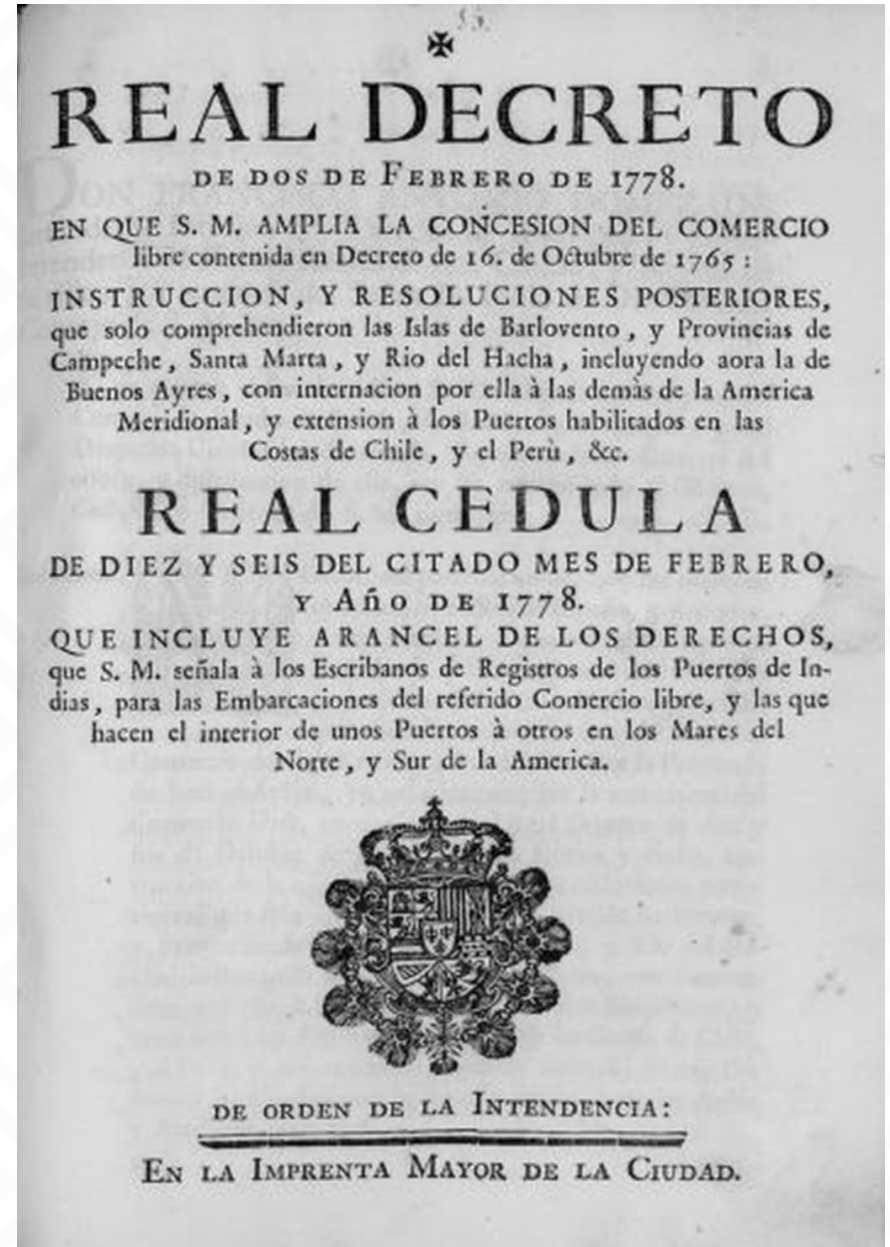 REAL DECRETO
DE DOS DE FEBRERO DE 1778.
EN QUE S. M. AMPLIA LA CONCESION DEL COMERCIO
libre contenida en Decreto de 16. de Octubre de 1765 :
INSTRUCCION, Y RESOLUCIONES POSTERIORES,
que solo comprehendieron las Islas de Barlovento, y Provincias de
Campeche, Santa Marta, y Rio del Hacha, incluyendo aora la de
Buenos Ayres, con internacion por ella à las demàs de la America
Meridional, y extension à los Puertos habilitados en las
Costas de Chile, y el Perù, &c.
REAL CEDULA
DE DIEZ Y SEIS DEL CITADO MES DE FEBRERO,
Y Año DE 1778.
QUE INCLUYE ARANCEL DE LOS DERECHOS,
que S. M. señala à los Escribanos de Registros de los Puertos de In-
dias, para las Embarcaciones del referido Comercio libre, y las que
hacen el interior de unos Puertos à otros en los Mares del
Norte, y Sur de la America.
DE ORDEN DE LA INTENDENCIA:
EN LA IMPRENTA MAYOR DE LA CIUDAD.